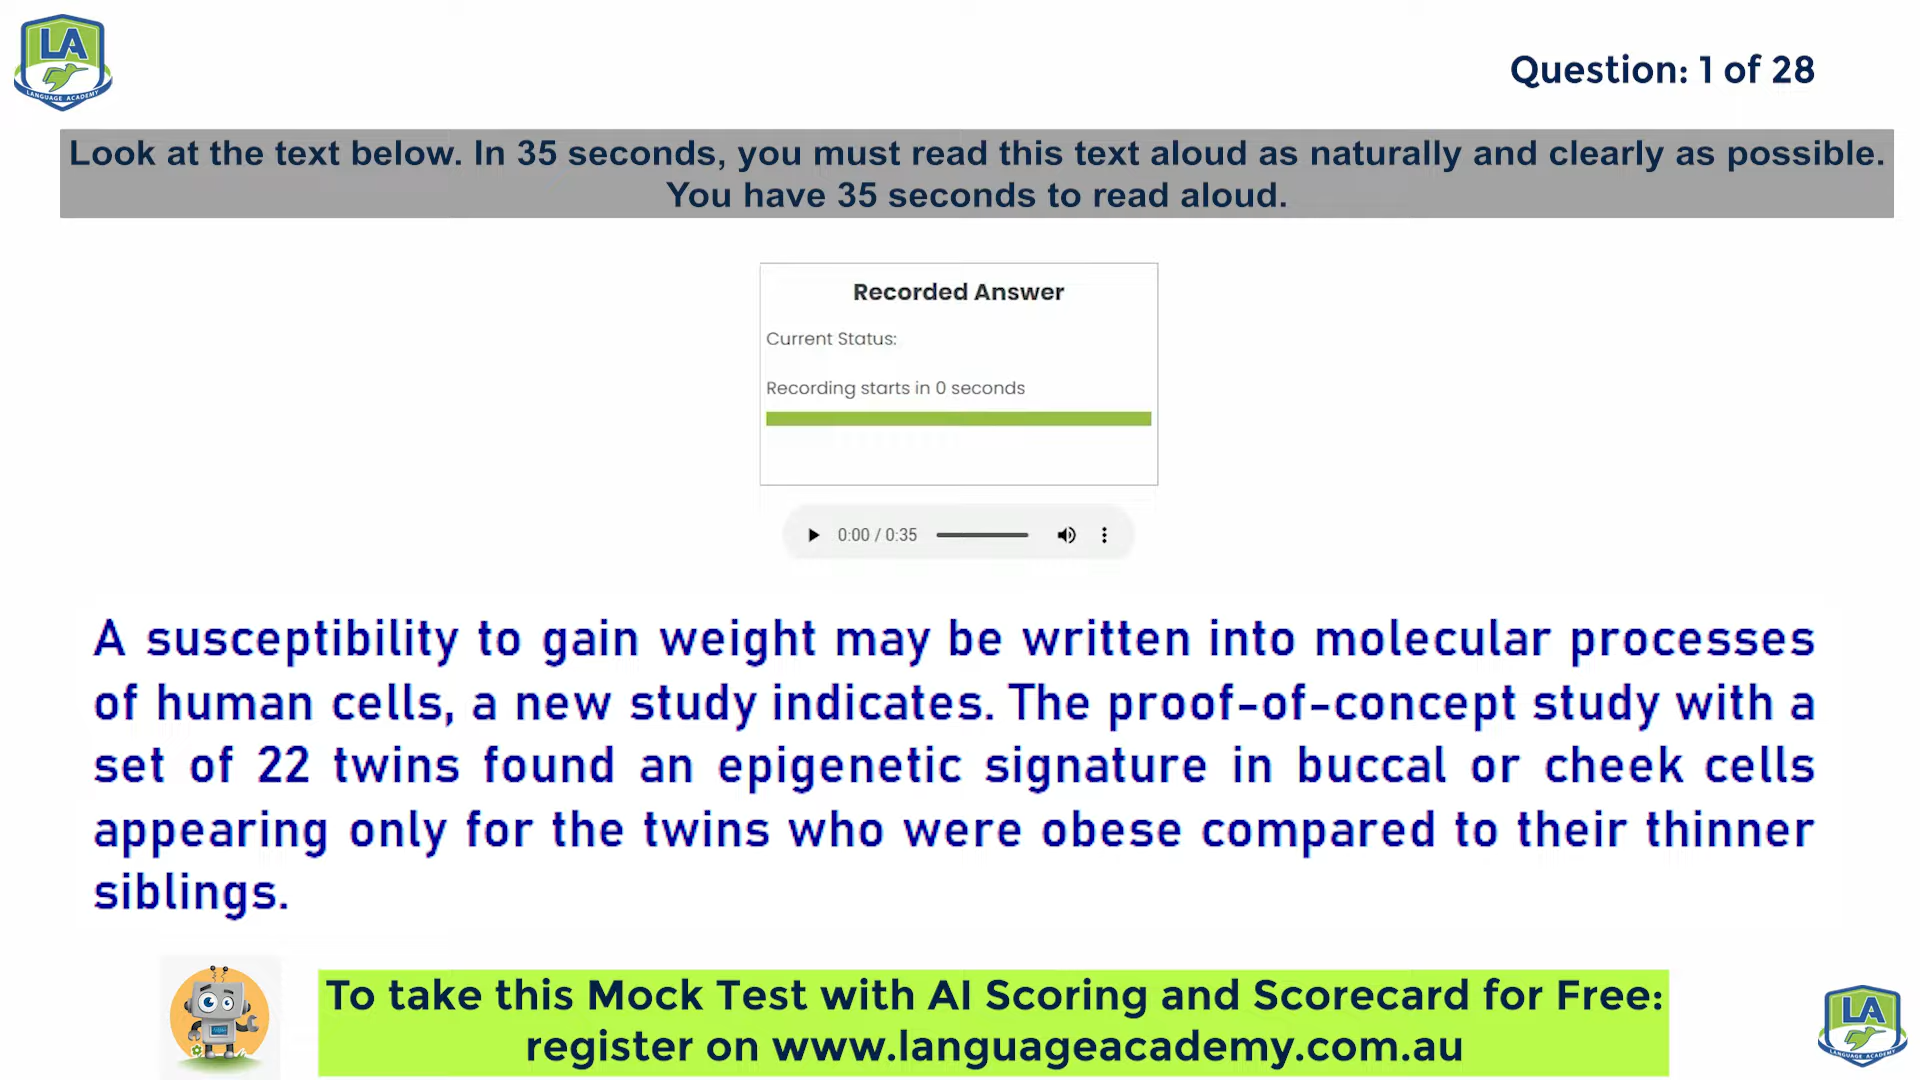 LA
LANGUAGE ACADEMY
Question: 1 of 28
Look at the text below. In 35 seconds, you must read this text aloud as naturally and clearly as possible.
You have 35 seconds to read aloud.
Recorded Answer
Current Status:
Recording starts in 0 seconds
0:00 / 0:35
A susceptibility to gain weight may be written into molecular processes
of human cells, a new study indicates. The proof-of-concept study with a
set of 22 twins found an epigenetic signature in buccal or cheek cells
appearing only for the twins who were obese compared to their thinner
siblings.
To take this Mock Test with AI Scoring and Scorecard for Free:
register on www.languageacademy.com.au
LA
LANGUAGE ACADEMY